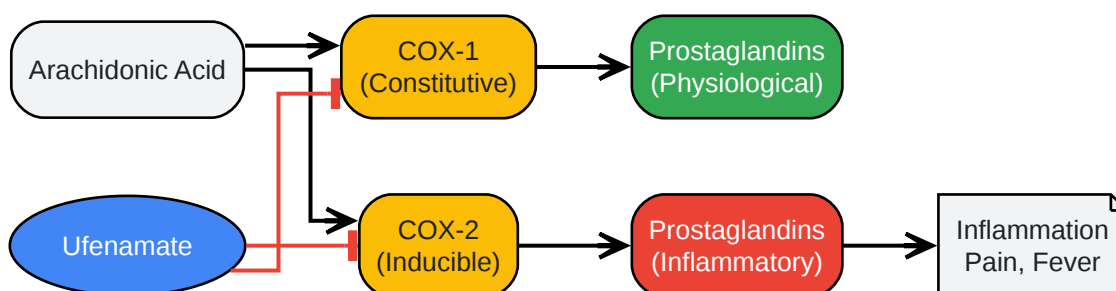 Arachidonic Acid
COX-1
(Constitutive)
Prostaglandins
(Physiological)
Ufenamate
COX-2
(Inducible)
Prostaglandins
(Inflammatory)
Inflammation
Pain, Fever